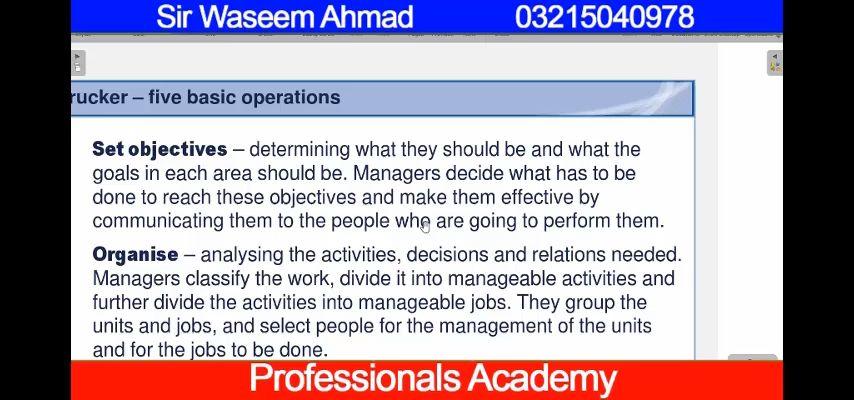 Sir Waseem Ahmad 03215040978
rucker – five basic operations
Set objectives – determining what they should be and what the
goals in each area should be. Managers decide what has to be
done to reach these objectives and make them effective by
communicating them to the people who are going to perform them.
Organise – analysing the activities, decisions and relations needed.
Managers classify the work, divide it into manageable activities and
further divide the activities into manageable jobs. They group the
units and jobs, and select people for the management of the units
and for the jobs to be done.
Professionals Academy